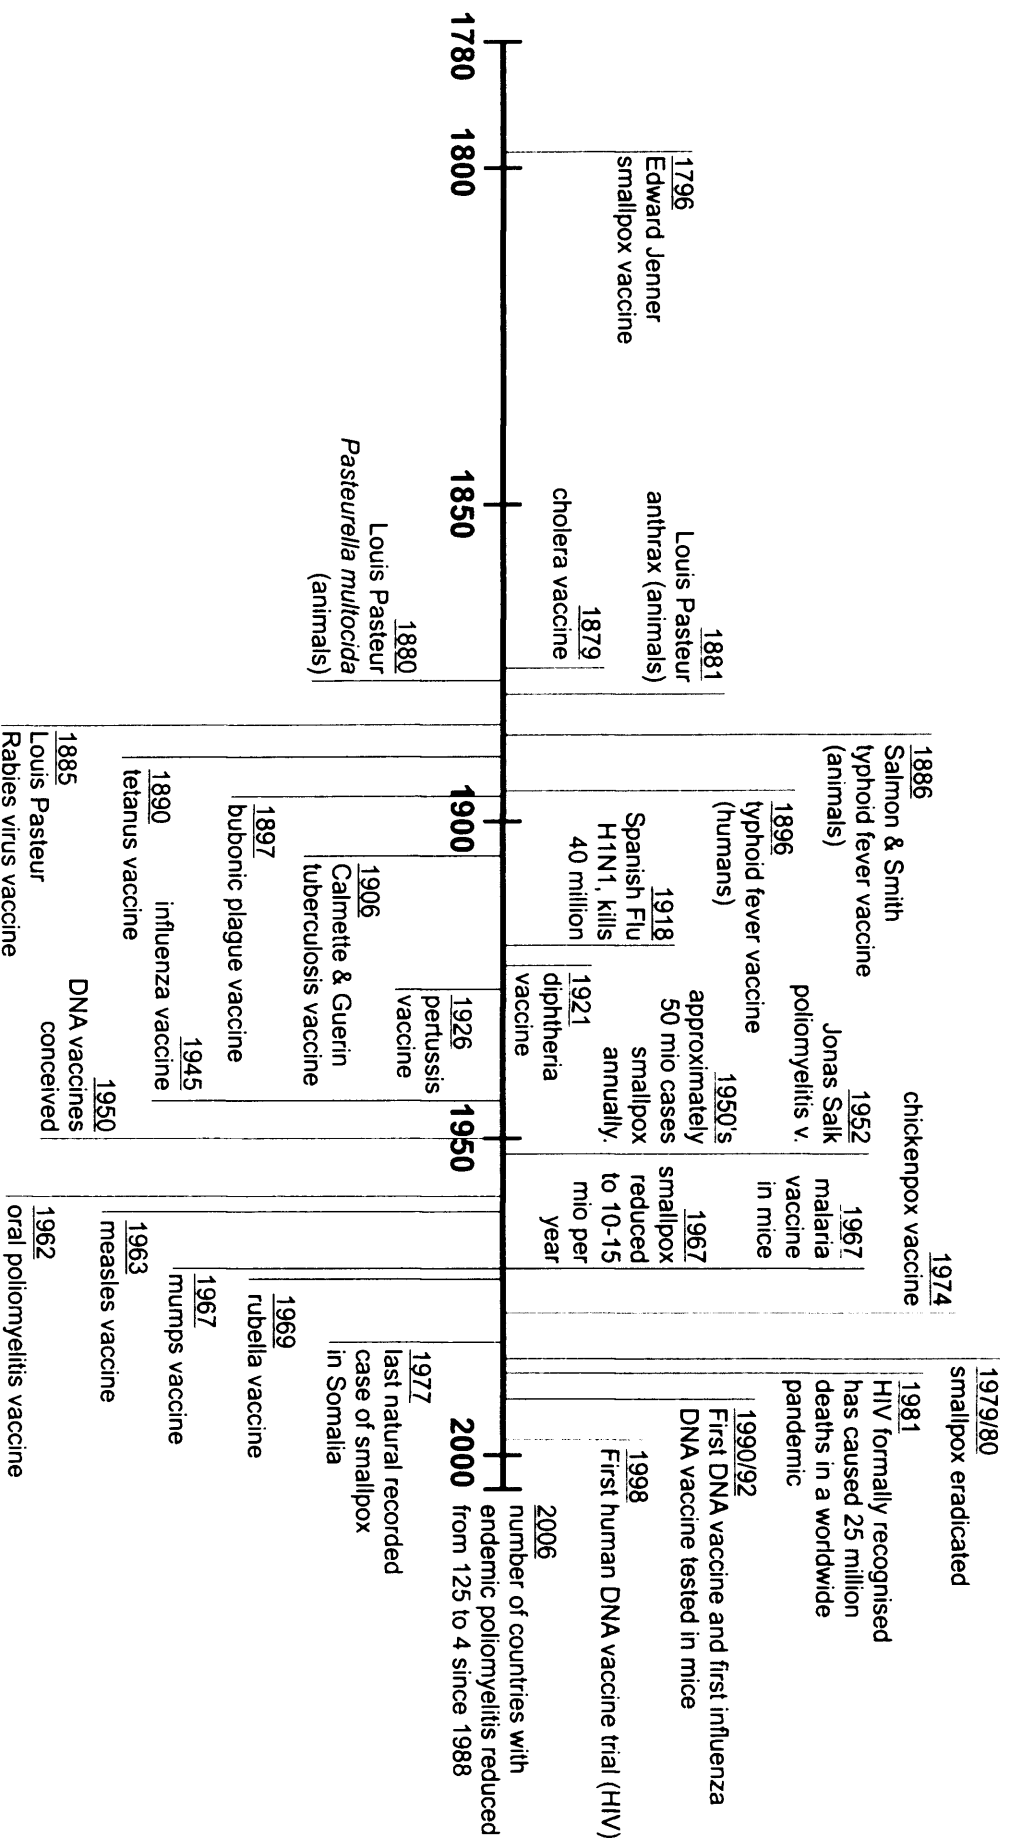 1979/80
smallpox eradicated
1974
chickenpox vaccine
1886
Salmon & Smith
typhoid fever vaccine
(animals)
1981
HIV formally recognised
has caused 25 million
deaths in a worldwide
pandemic
1952
Jonas Salk
poliomyelitis v.
1967
malaria
vaccine
in mice
1896
typhoid fever vaccine
(humans)
1881
Louis Pasteur
anthrax (animals)
1950's
approximately
50 mio cases
smallpox
annually.
1990/92
First DNA vaccine and first influenza
DNA vaccine tested in mice
1796
Edward Jenner
smallpox vaccine
1918
Spanish Flu
H1N1, kills
40 million
1967
smallpox
reduced
to 10-15
mio per
year
1998
First human DNA vaccine trial (HIV)
1879
cholera vaccine
1921
diphtheria
vaccine
2006
number of countries with
endemic poliomyelitis reduced
from 125 to 4 since 1988
1780
1800
1850
1900
1950
2000
1880
Louis Pasteur
Pasteurella multocida
(animals)
1926
pertussis
vaccine
1977
last natural recorded
case of smallpox
in Somalia
1906
Calmette & Guerin
tuberculosis vaccine
1897
bubonic plague vaccine
1969
rubella vaccine
1945
influenza vaccine
1967
mumps vaccine
1890
tetanus vaccine
1963
measles vaccine
1950
DNA vaccines
conceived
1885
Louis Pasteur
Rabies virus vaccine
1962
oral poliomyelitis vaccine